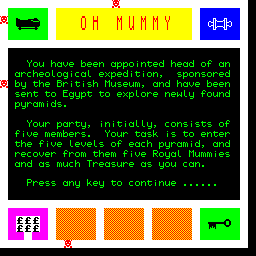 OH MUMMY
You have been appointed head of an
archeological expedition,  sponsored
by the British Museum, and have been
sent to Egypt to explore newly found
pyramids.
Your party, initially, consists of
five members.  Your task is to enter
the five levels of each pyramid, and
recover from them five Royal Mummies
and as much Treasure as you can.
Press any key to continue ......
£££
£££